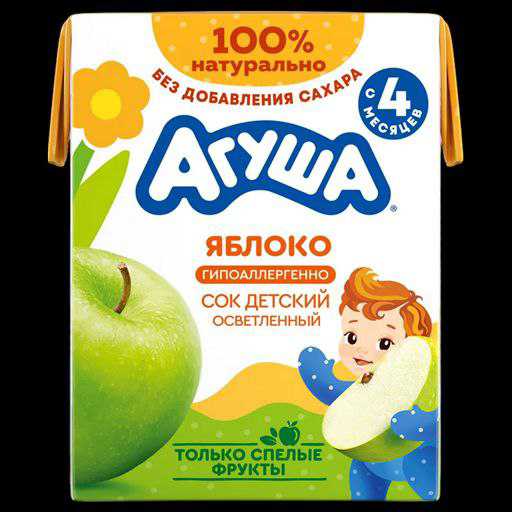 100%
натурально
БЕЗ ДОБАВЛЕНИЯ САХАРА
С 4 МЕСЯЦЕВ
АГУША®
ЯБЛОКО
ГИПОАЛЛЕРГЕННО
СОК ДЕТСКИЙ
ОСВЕТЛЕННЫЙ
ТОЛЬКО СПЕЛЫЕ
ФРУКТЫ